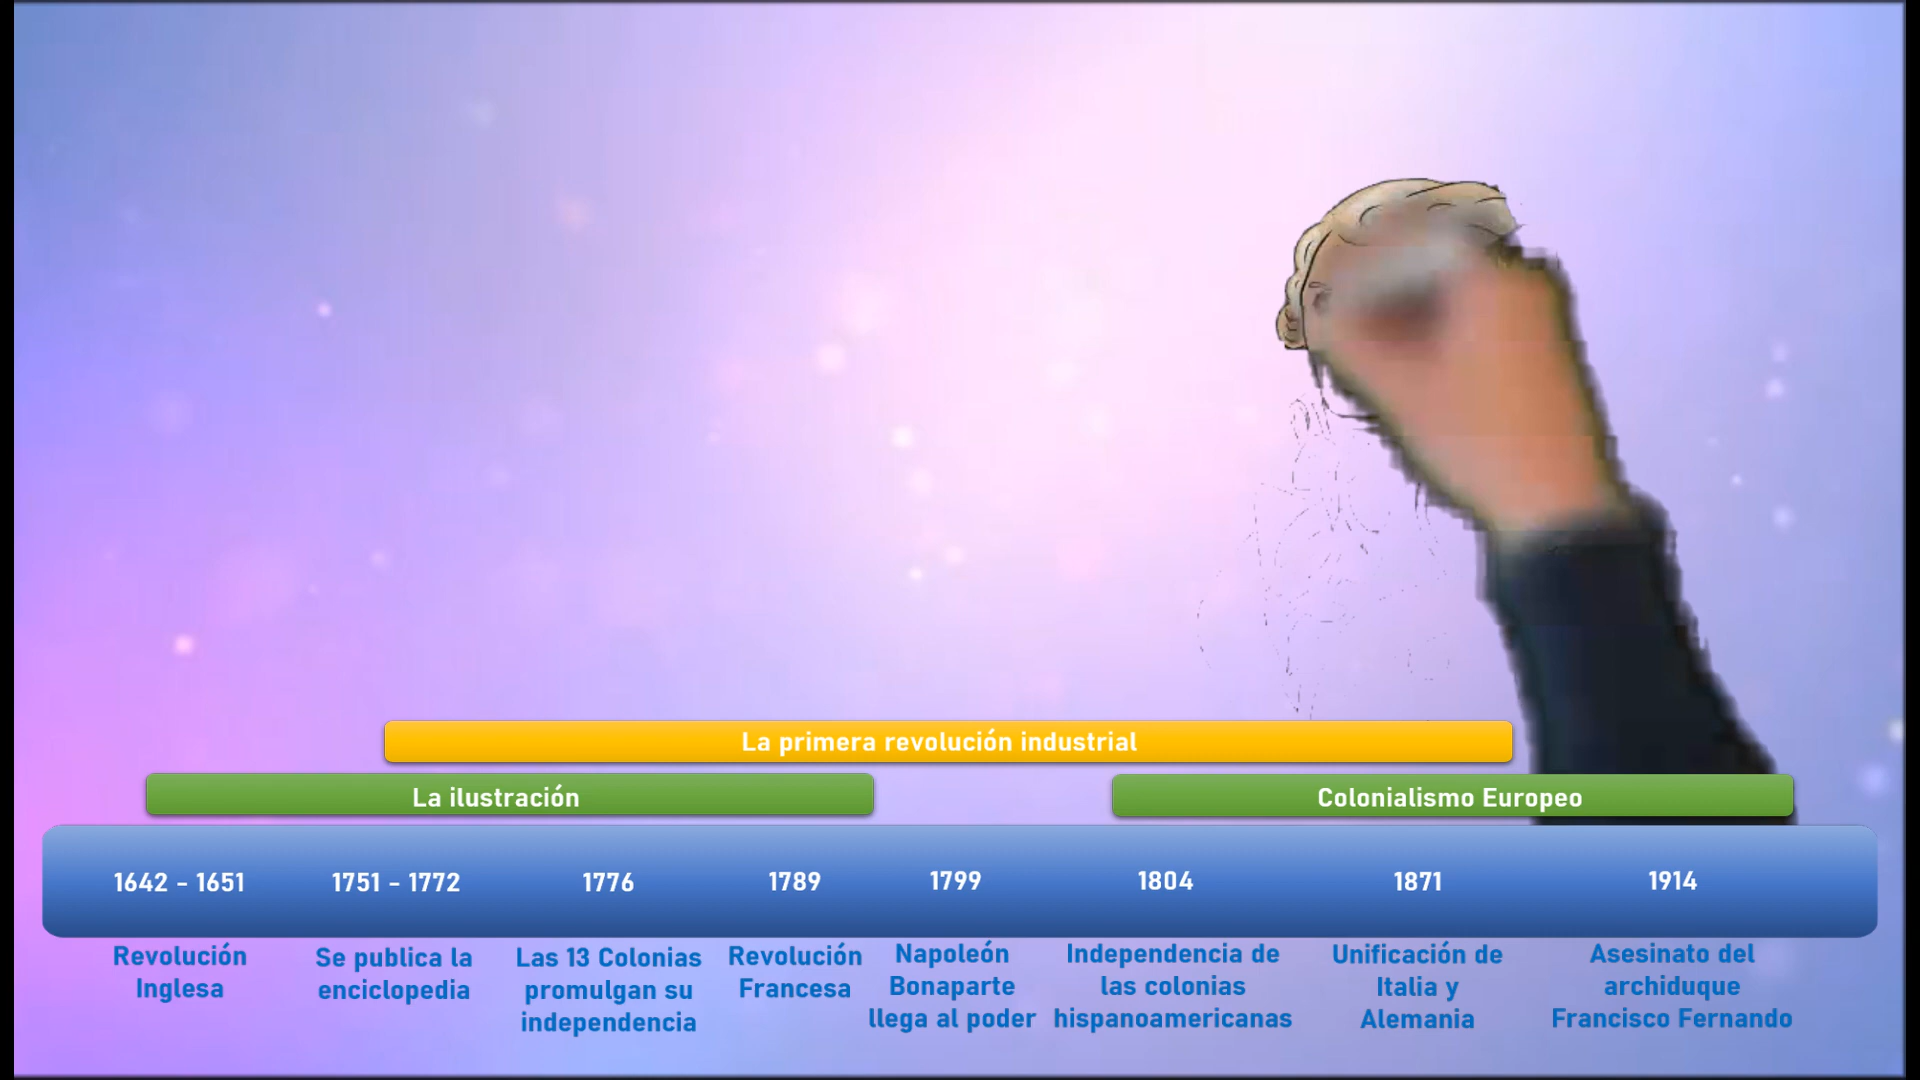 La primera revolución industrial
La ilustración
Colonialismo Europeo
1642 - 1651
1751 - 1772
1776
1789
1799
1804
1871
1914
Revolución
Inglesa
Se publica la
enciclopedia
Las 13 Colonias
promulgan su
independencia
Revolución
Francesa
Napoleón
Bonaparte
llega al poder
Independencia de
las colonias
hispanoamericanas
Unificación de
Italia y
Alemania
Asesinato del
archiduque
Francisco Fernando